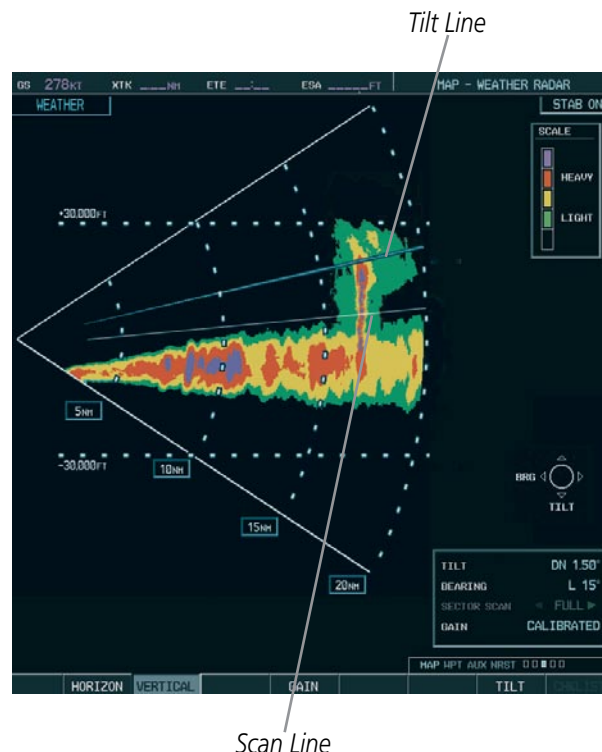 Tilt Line
GS 278KT XTK ___NM ETE __:__ ESA _____FT MAP - WEATHER RADAR
WEATHER STAB ON
SCALE
HEAVY
LIGHT
+30,000FT
5NM
-30,000FT
10NM
15NM
20NM
BRG
TILT
TILT DN 1.50°
BEARING L 15°
SECTOR SCAN FULL
GAIN CALIBRATED
MAP WPT AUX NRST
HORIZON VERTICAL GAIN TILT CHKLIST
Scan Line